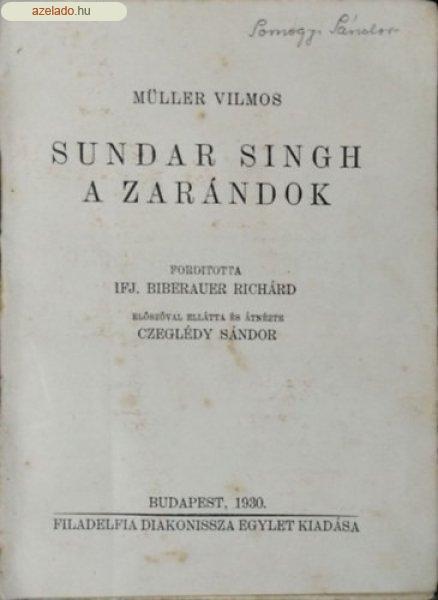 azelado.hu
Somogyi Sándor
MÜLLER VILMOS
SUNDAR SINGH
A ZARÁNDOK
FORDITOTTA
IFJ. BIBERAUER RICHÁRD
ELŐSZÓVAL ELLÁTTA ÉS ÁTNÉZTE
CZEGLÉDY SÁNDOR
BUDAPEST, 1930.
FILADELFIA DIAKONISSZA EGYLET KIADÁSA